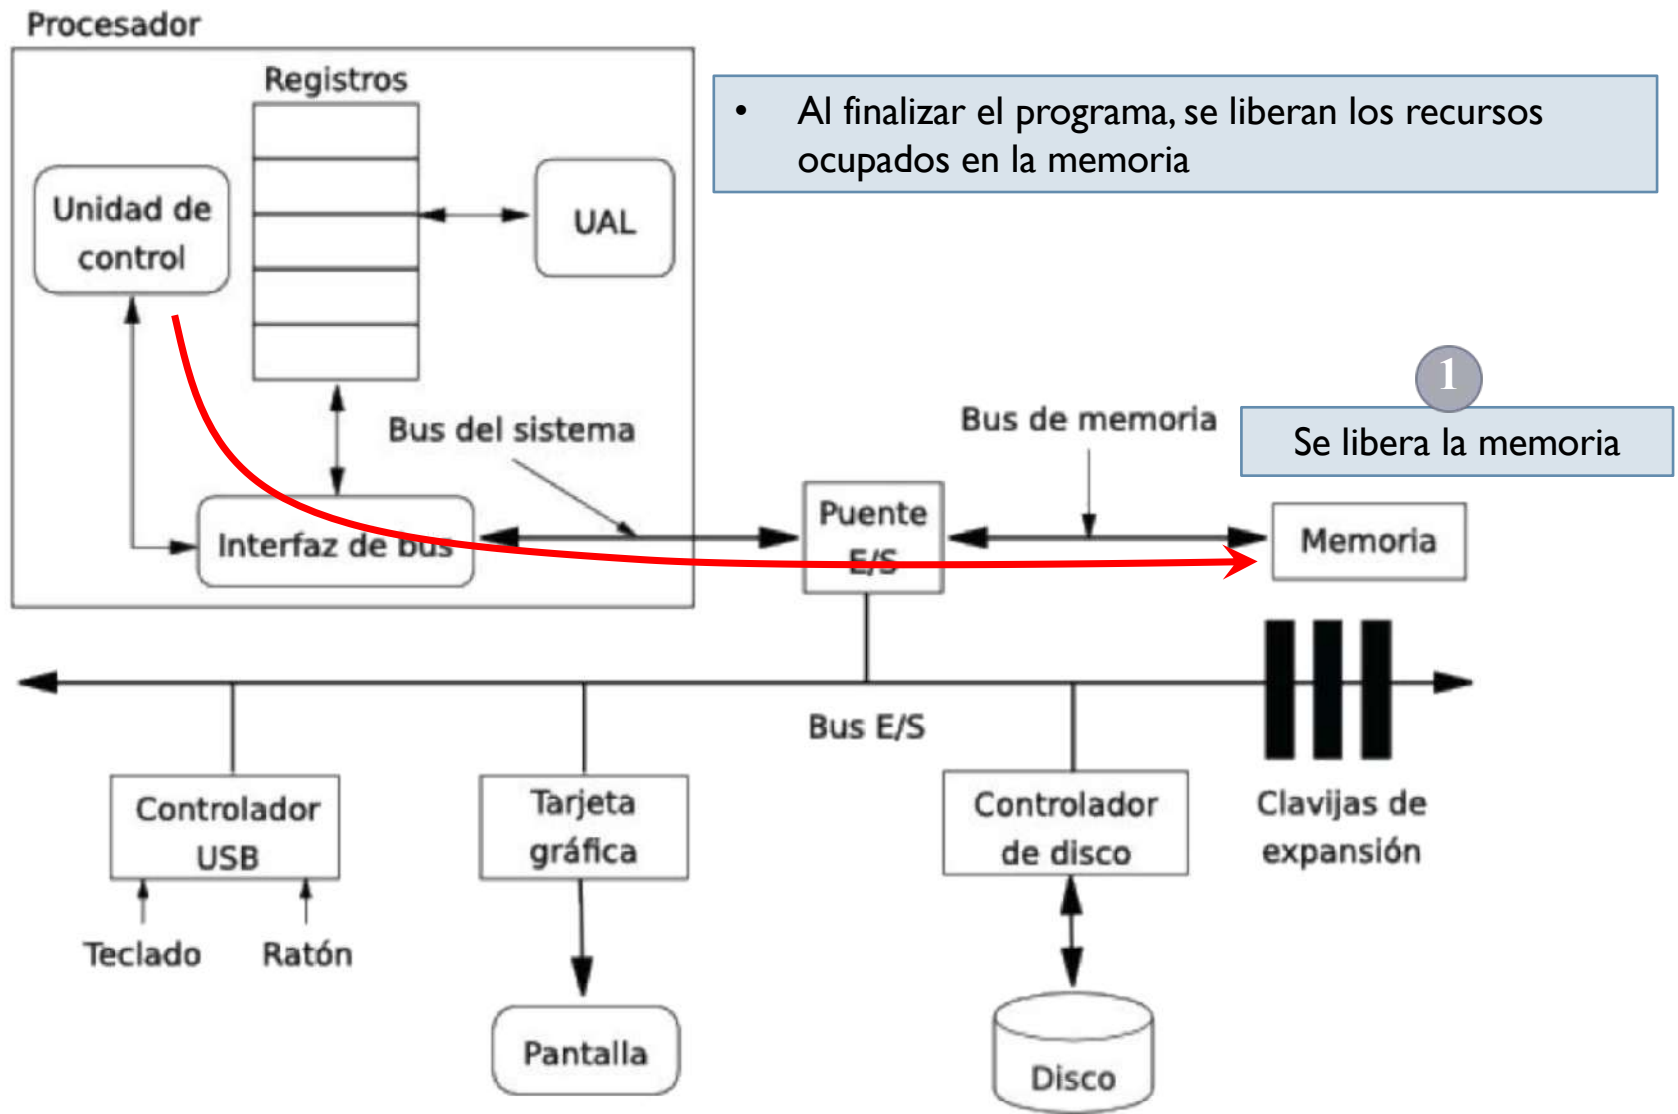 Procesador
Registros
• Al finalizar el programa, se liberan los recursos
ocupados en la memoria
Unidad de
control
UAL
1
Se libera la memoria
Bus del sistema
Bus de memoria
Interfaz de bus
Puente
E/S
Memoria
Bus E/S
Controlador
USB
Tarjeta
gráfica
Controlador
de disco
Clavijas de
expansión
Teclado
Ratón
Pantalla
Disco